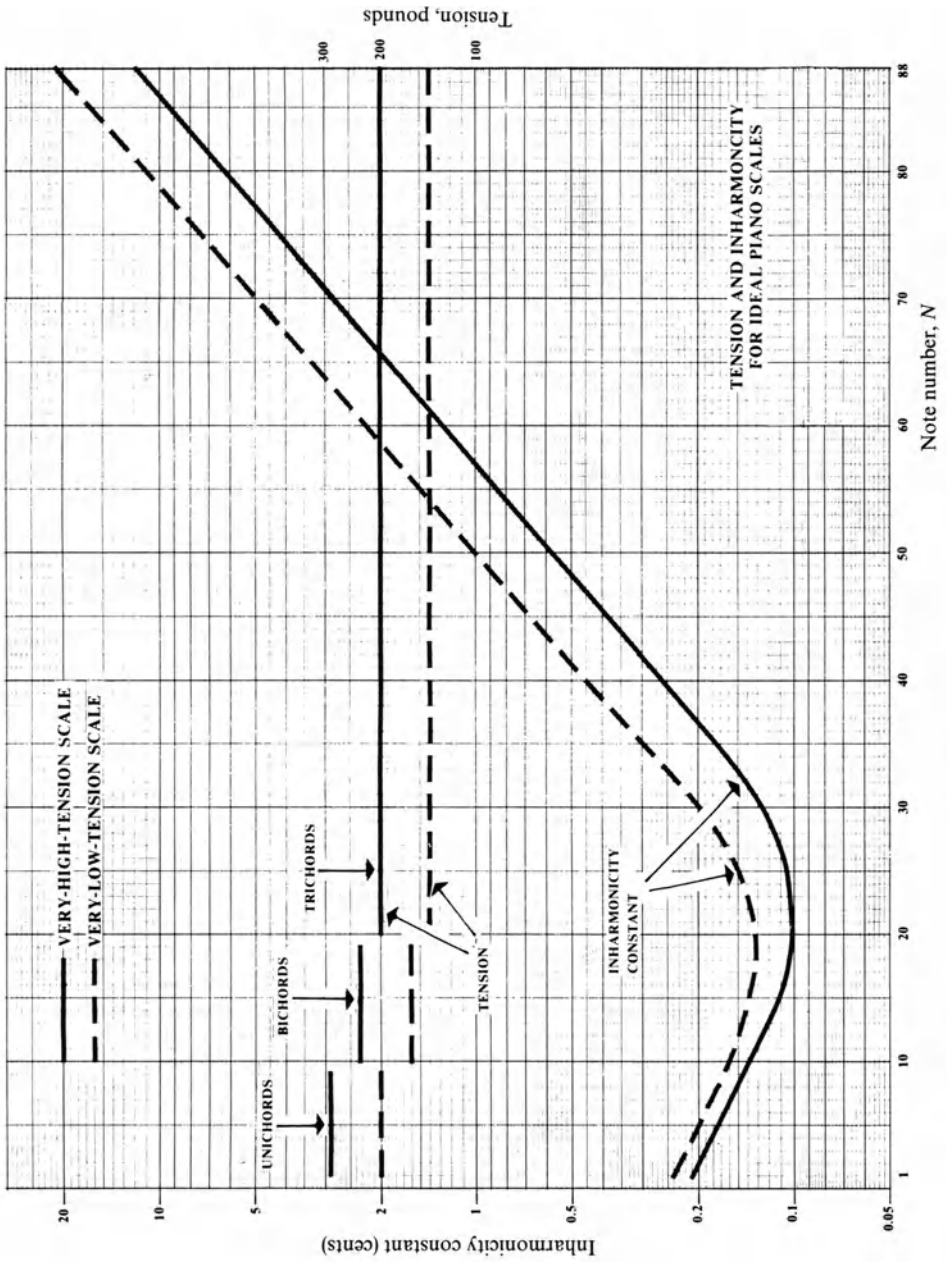 Tension, pounds
300
200
100
VERY-HIGH-TENSION SCALE
VERY-LOW-TENSION SCALE
UNICHORDS
BICHORDS
TRICHORDS
TENSION
INHARMONICITY
CONSTANT
TENSION AND INHARMONCITY
FOR IDEAL PIANO SCALES
20
10
5
2
1
0.5
0.2
0.1
0.05
Inharmonicity constant (cents)
1
10
20
30
40
50
60
70
80
88
Note number, N